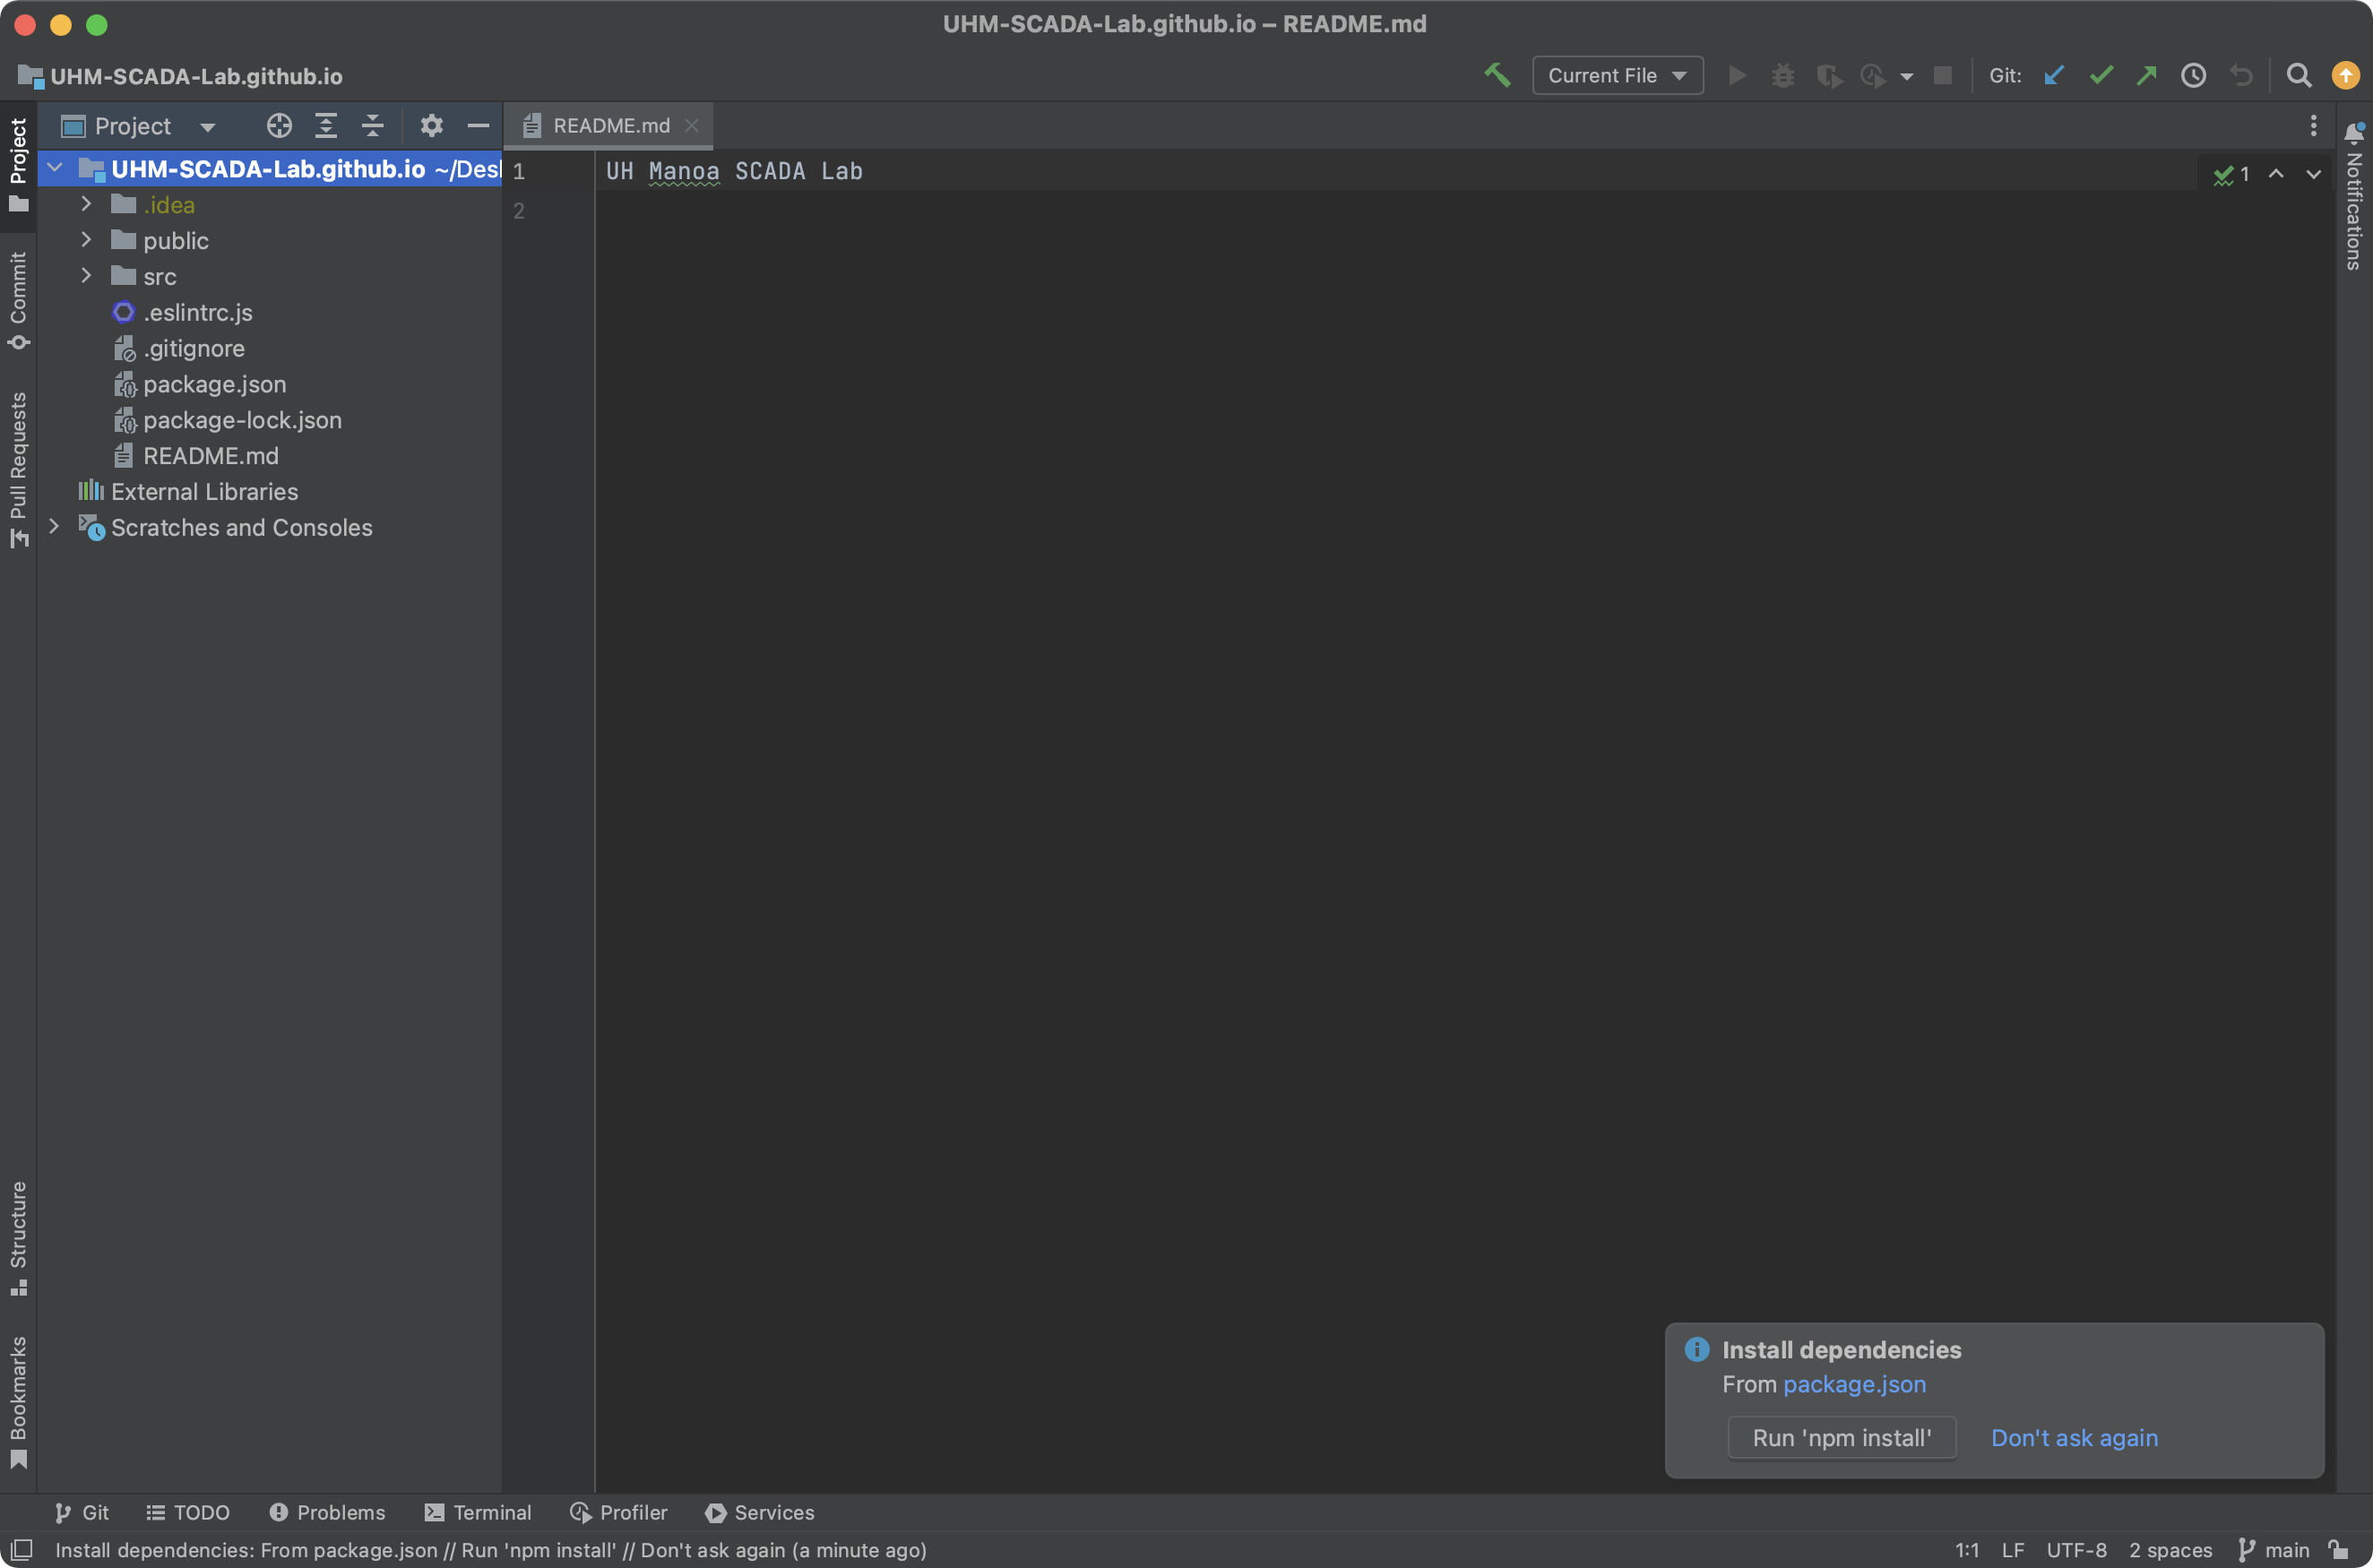 UHM-SCADA-Lab.github.io – README.md
UHM-SCADA-Lab.github.io
Current File
Git:
Project
Project
README.md
UHM-SCADA-Lab.github.io ~/Desl
.idea
public
src
.eslintrc.js
.gitignore
package.json
package-lock.json
README.md
External Libraries
Scratches and Consoles
Commit
Pull Requests
Structure
Bookmarks
1 UH Manoa SCADA Lab
2
1
Notifications
Install dependencies
From package.json
Run 'npm install' Don't ask again
Git TODO Problems Terminal Profiler Services
Install dependencies: From package.json // Run 'npm install' // Don't ask again (a minute ago)
1:1 LF UTF-8 2 spaces main